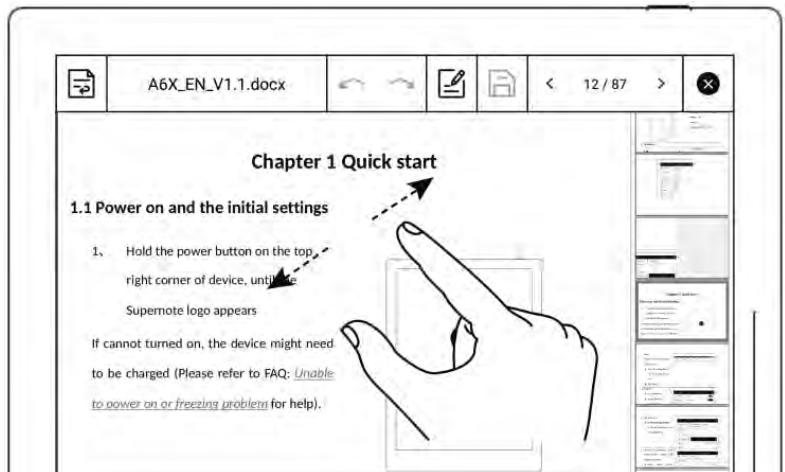 A6X_EN_V1.1.docx
12 / 87
Chapter 1 Quick start
1.1 Power on and the initial settings
1、 Hold the power button on the top
right corner of device, until
Supernote logo appears
If cannot turned on, the device might need
to be charged (Please refer to FAQ: Unable
to power on or freezing problem for help).